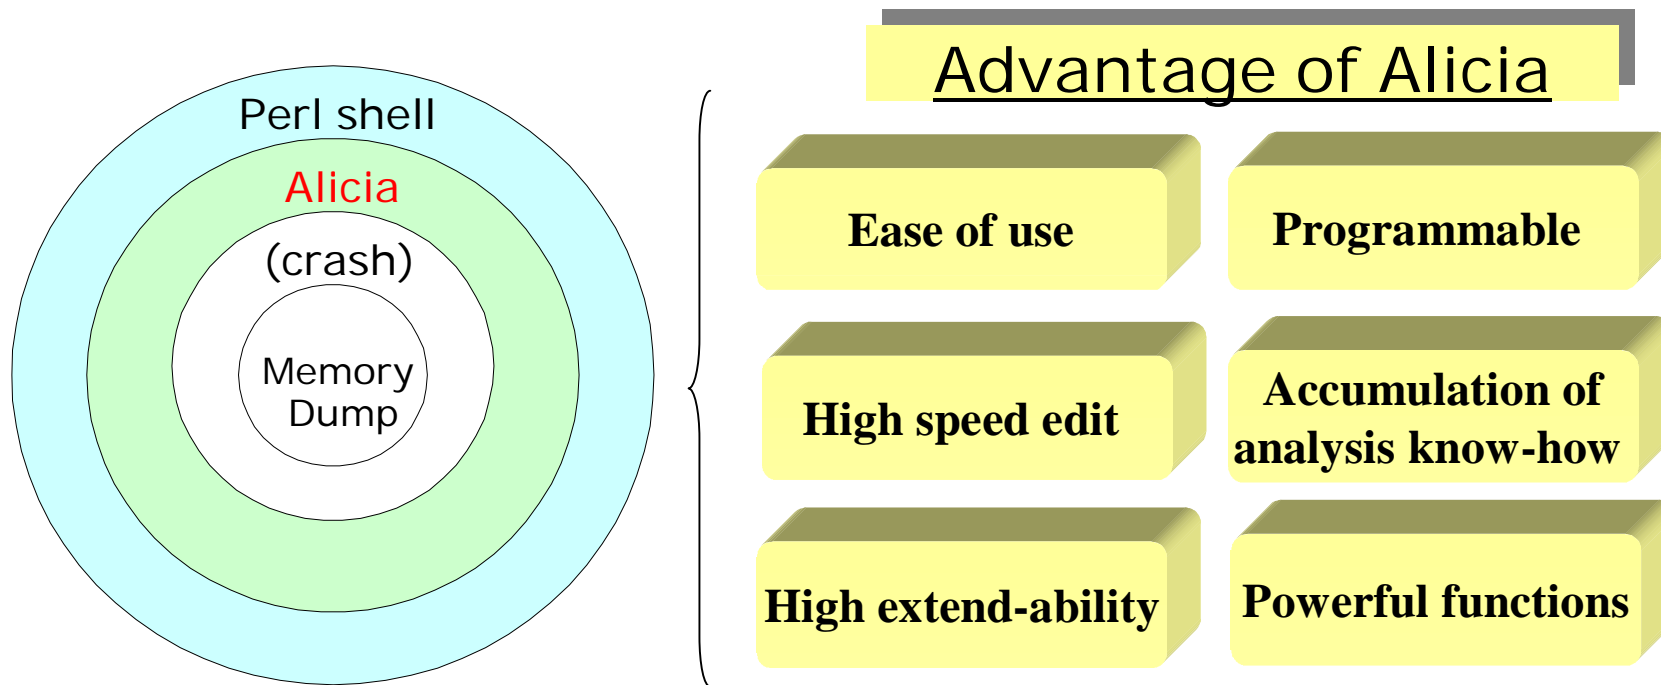 Advantage of Alicia
Perl shell
Alicia
(crash)
Memory
Dump
Ease of use
Programmable
High speed edit
Accumulation of
analysis know-how
High extend-ability
Powerful functions